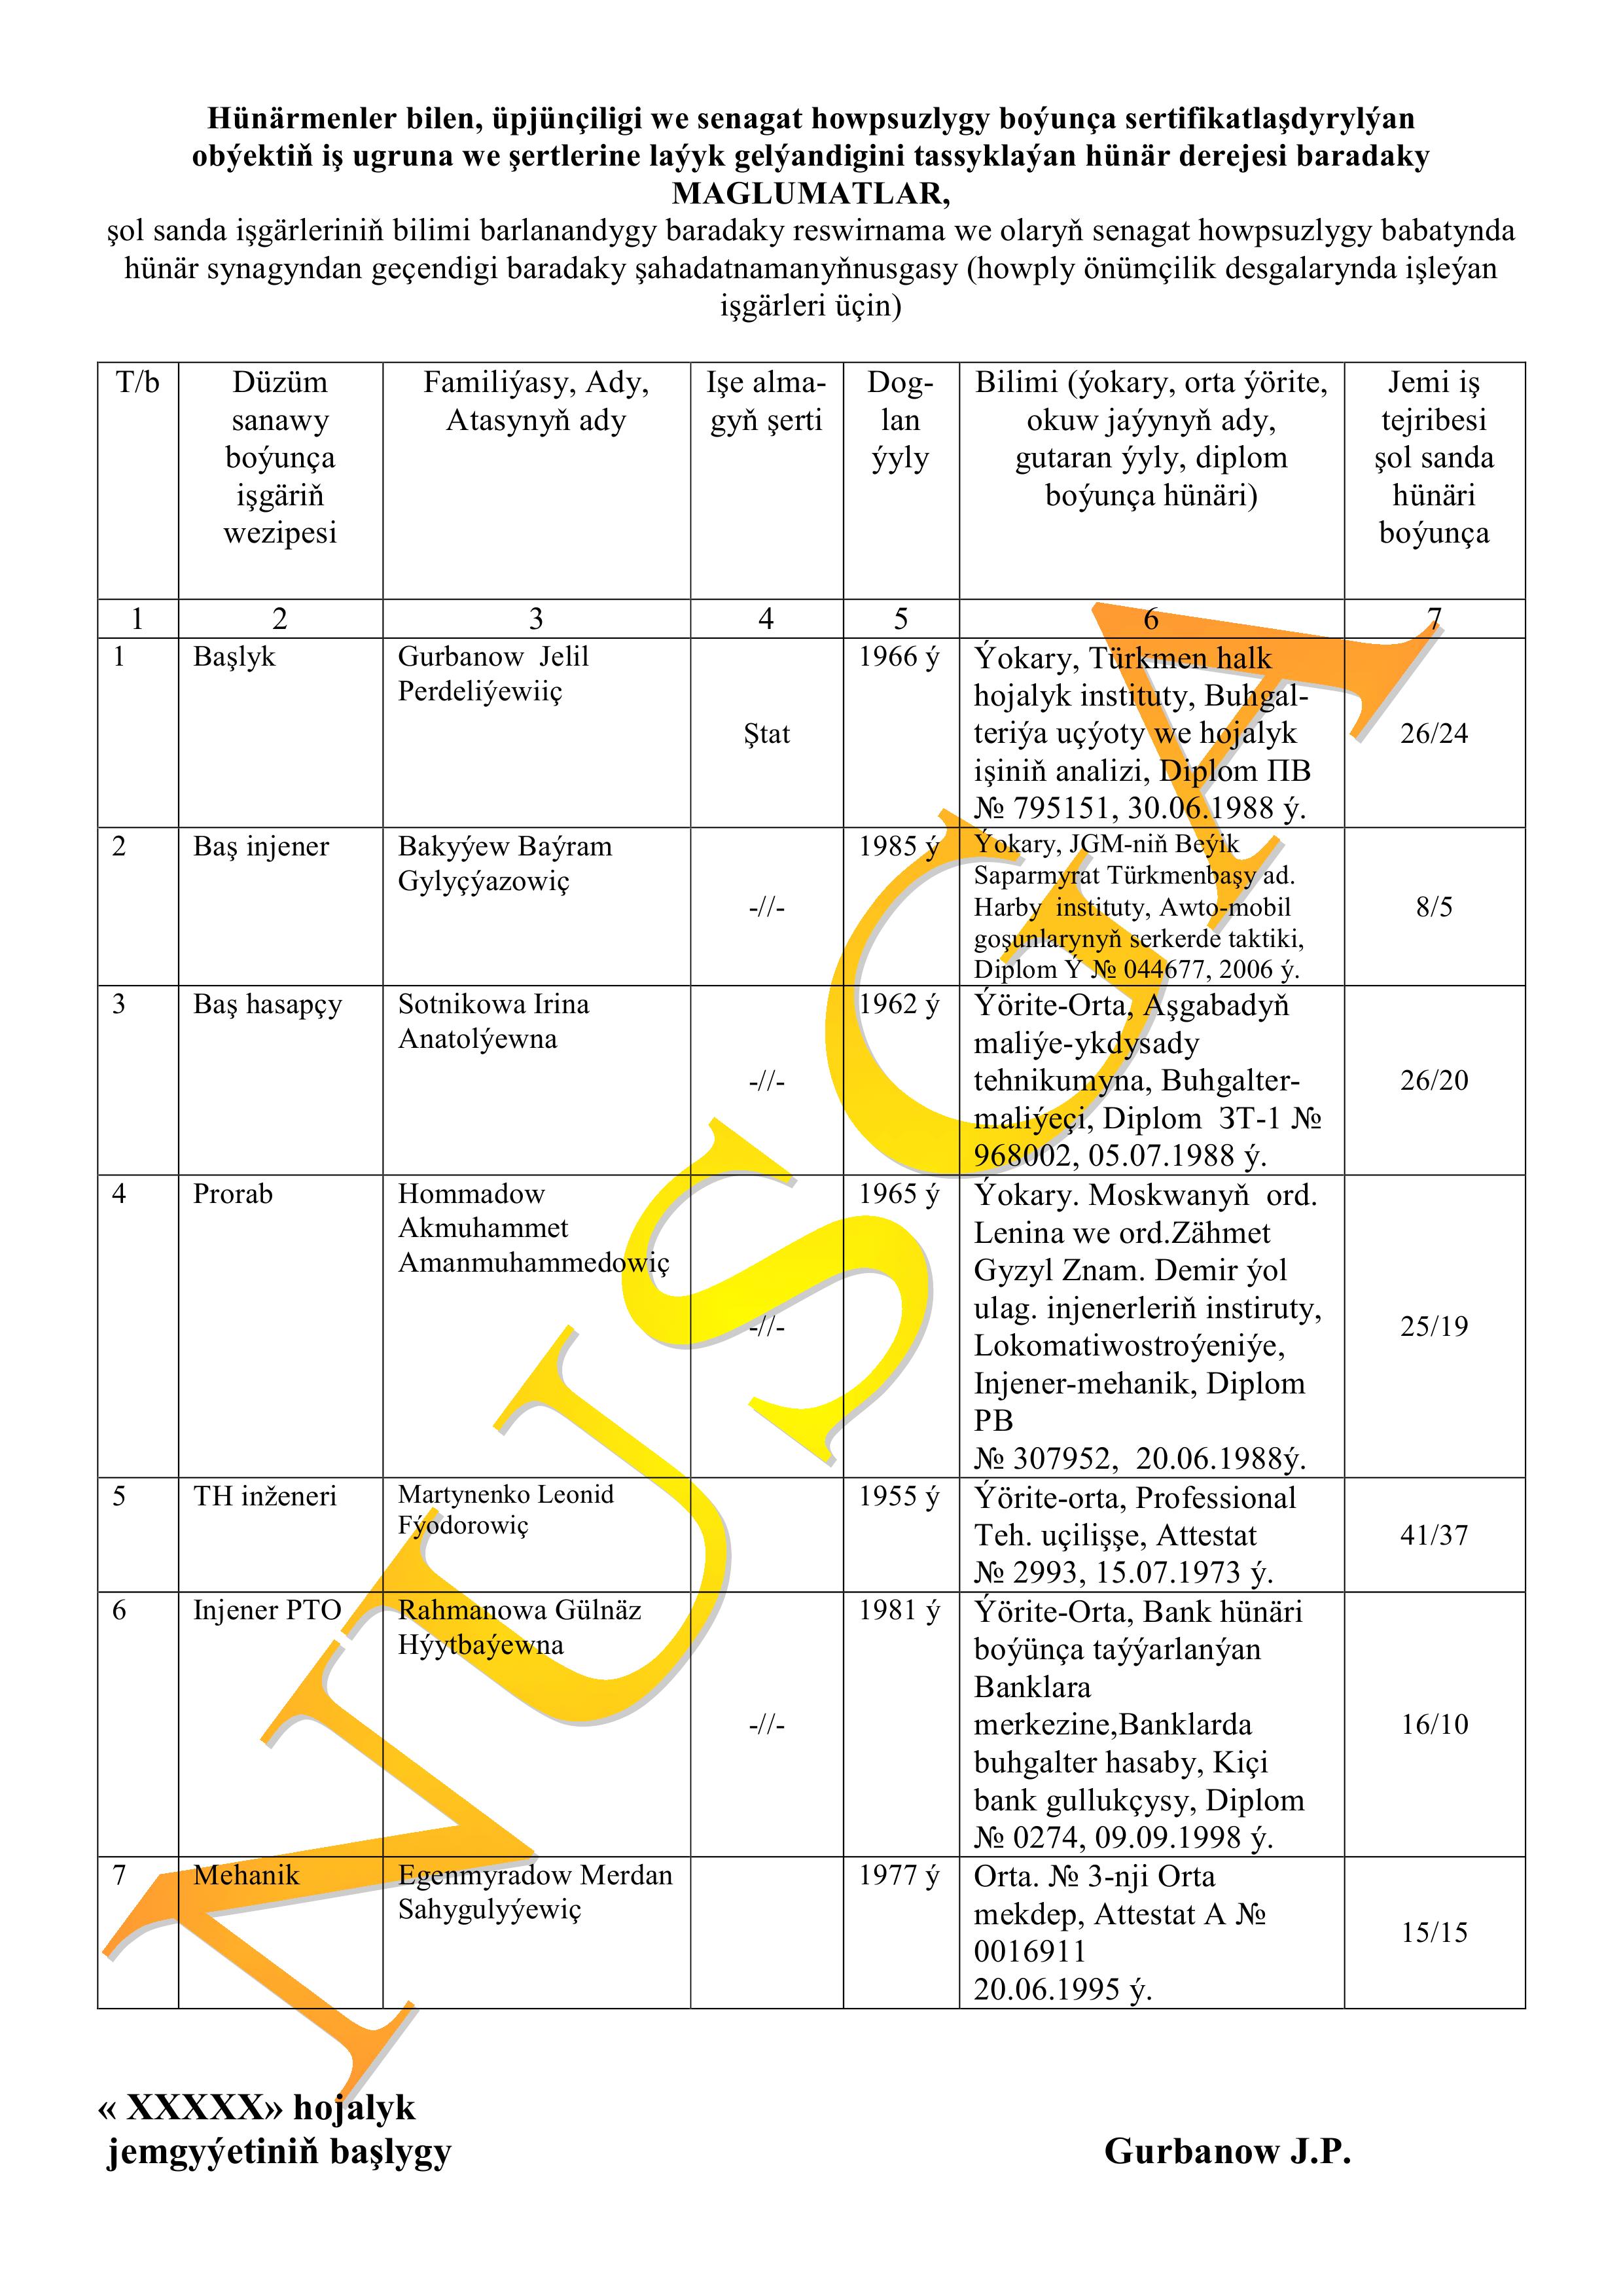 Hünärmenler bilen, üpjünçiligi we senagat howpsuzlygy boýunça sertifikatlaşdyrylýan
obýektiň iş ugruna we şertlerine laýyk gelýandigini tassyklaýan hünär derejesi baradaky
MAGLUMATLAR,
şol sanda işgärleriniň bilimi barlanandygy baradaky reswirnama we olaryň senagat howpsuzlygy babatynda
hünär synagyndan geçendigi baradaky şahadatnamanyňnusgasy (howply önümçilik desgalarynda işleýan
işgärleri üçin)
T/b
Düzüm
sanawy
boýunça
işgäriň
wezipesi
Familiýasy, Ady,
Atasynyň ady
Işe alma-
gyň şerti
Dog-
lan
ýyly
Bilimi (ýokary, orta ýörite,
okuw jaýynyň ady,
gutaran ýyly, diplom
boýunça hünäri)
Jemi iş
tejribesi
şol sanda
hünäri
boýunça
1 2 3 4 5 6 7
1
Başlyk
Gurbanow Jelil
Perdeliýewiiç
Ştat
1966 ý
Ýokary, Türkmen halk
hojalyk instituty, Buhgal-
teriýa uçýoty we hojalyk
işiniň analizi, Diplom ПВ
№ 795151, 30.06.1988 ý.
26/24
2
Baş injener
Bakyýew Baýram
Gylyçýazowiç
-//-
1985 ý
Ýokary, JGM-niň Beýik
Saparmyrat Türkmenbaşy ad.
Harby instituty, Awto-mobil
goşunlarynyň serkerde taktiki,
Diplom Ý № 044677, 2006 ý.
8/5
3
Baş hasapçy
Sotnikowa Irina
Anatolýewna
-//-
1962 ý
Ýörite-Orta, Aşgabadyň
maliýe-ykdysady
tehnikumyna, Buhgalter-
maliýeçi, Diplom ЗТ-1 №
968002, 05.07.1988 ý.
26/20
4
Prorab
Hommadow
Akmuhammet
Amanmuhammedowiç
-//-
1965 ý
Ýokary. Moskwanyň ord.
Lenina we ord.Zähmet
Gyzyl Znam. Demir ýol
ulag. injenerleriň instiruty,
Lokomatiwostroýeniýe,
Injener-mehanik, Diplom
PB
№ 307952, 20.06.1988ý.
25/19
5
TH inženeri
Martynenko Leonid
Fýodorowiç
1955 ý
Ýörite-orta, Professional
Teh. uçilişşe, Attestat
№ 2993, 15.07.1973 ý.
41/37
6
Injener PTO
Rahmanowa Gülnäz
Hýytbaýewna
-//-
1981 ý
Ýörite-Orta, Bank hünäri
boýünça taýýarlanýan
Banklara
merkezine,Banklarda
buhgalter hasaby, Kiçi
bank gullukçysy, Diplom
№ 0274, 09.09.1998 ý.
16/10
7
Mehanik
Egenmyradow Merdan
Sahygulyýewiç
1977 ý
Orta. № 3-nji Orta
mekdep, Attestat A №
0016911
20.06.1995 ý.
15/15
NUSGA
« XXXXX» hojalyk
jemgyýetiniň başlygy Gurbanow J.P.